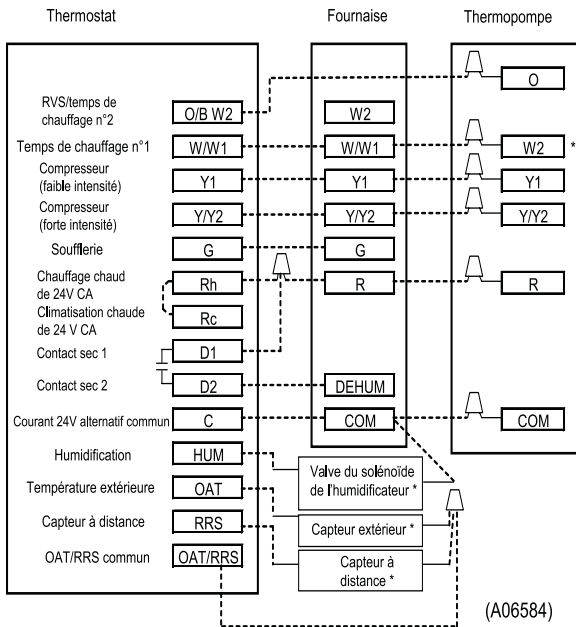 Thermostat Fournaise Thermopompe
O
RVS/temps de
chauffage n°2
O/B W2 W2
Temps de chauffage n°1 W/W1 W/W1 W2 *
Compresseur
(faible intensité)
Y1 Y1 Y1
Compresseur
(forte intensité)
Y/Y2 Y/Y2 Y/Y2
Soufflerie G G
Chauffage chaud
de 24V CA
Rh R R
Climatisation chaude
de 24 V CA
Rc
Contact sec 1 D1
Contact sec 2 D2 DEHUM
Courant 24V alternatif commun C COM COM
Humidification HUM
Valve du solénoïde
de l'humidificateur *
Température extérieure OAT
Capteur extérieur *
Capteur à distance RRS
Capteur à
distance *
OAT/RRS commun OAT/RRS
(A06584)